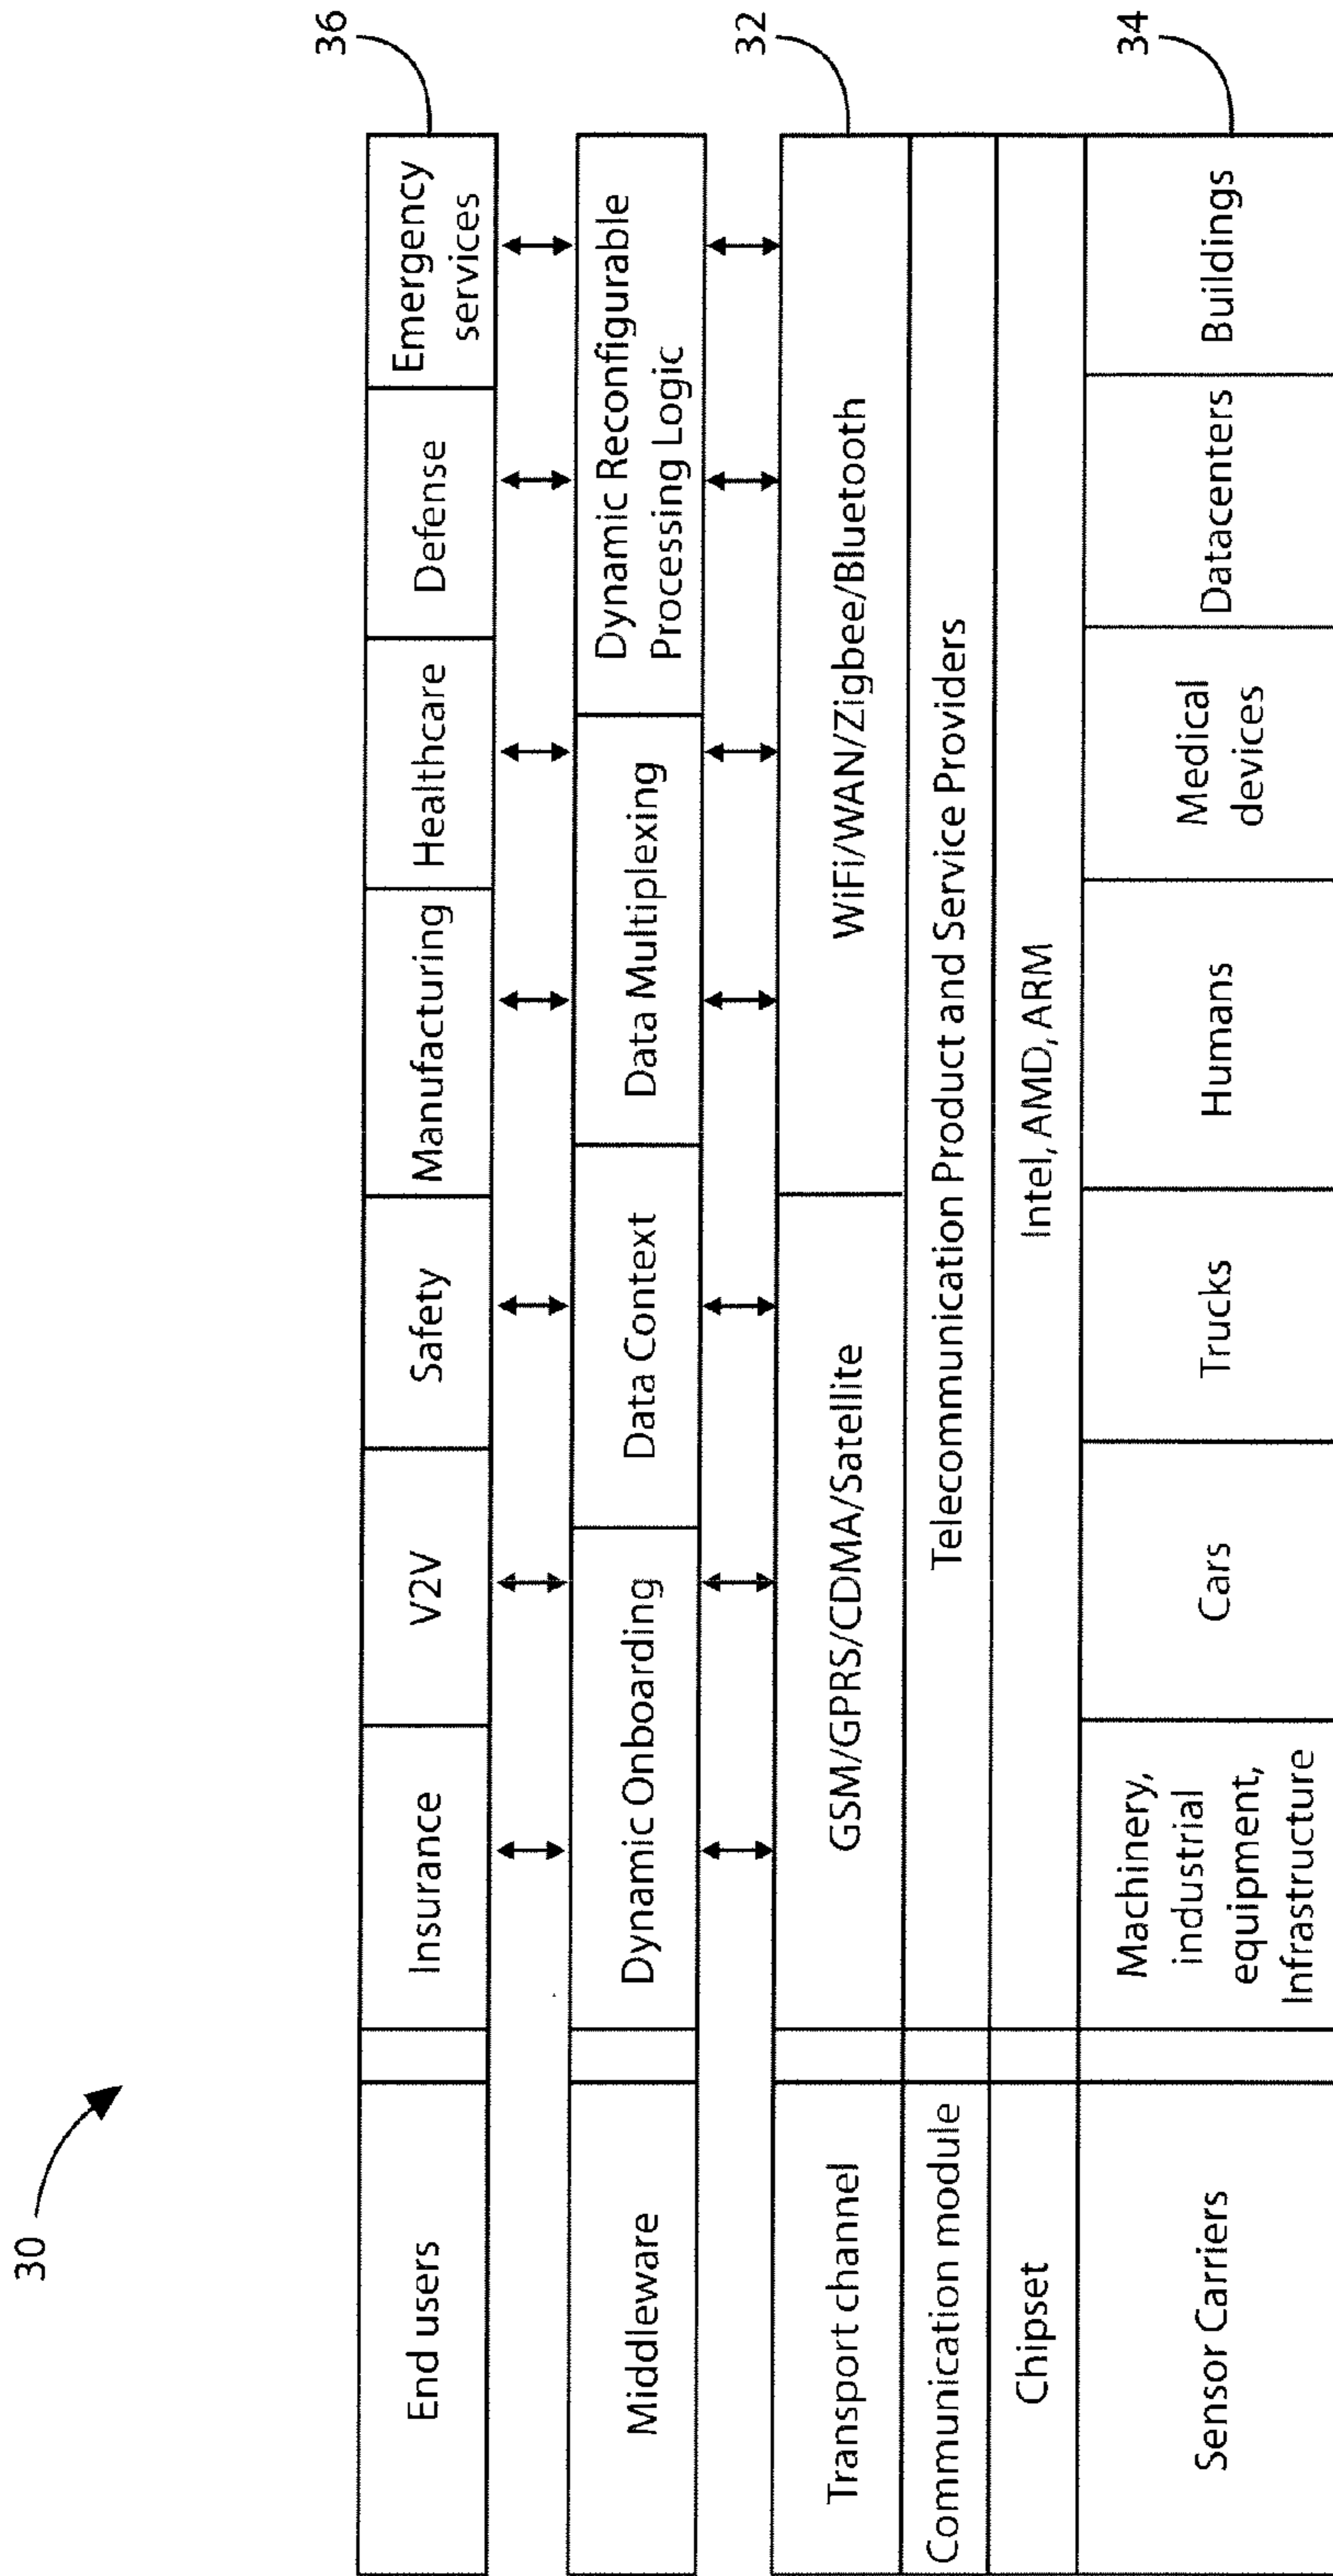 30
End users
Insurance
V2V
Safety
Manufacturing
Healthcare
Defense
Emergency
services
36
Middleware
Dynamic Onboarding
Data Context
Data Multiplexing
Dynamic Reconfigurable
Processing Logic
Transport channel
GSM/GPRS/CDMA/Satellite
WiFi/WAN/Zigbee/Bluetooth
32
Communication module
Telecommunication Product and Service Providers
Chipset
Intel, AMD, ARM
Sensor Carriers
Machinery,
industrial
equipment,
Infrastructure
Cars
Trucks
Humans
Medical
devices
Datacenters
Buildings
34